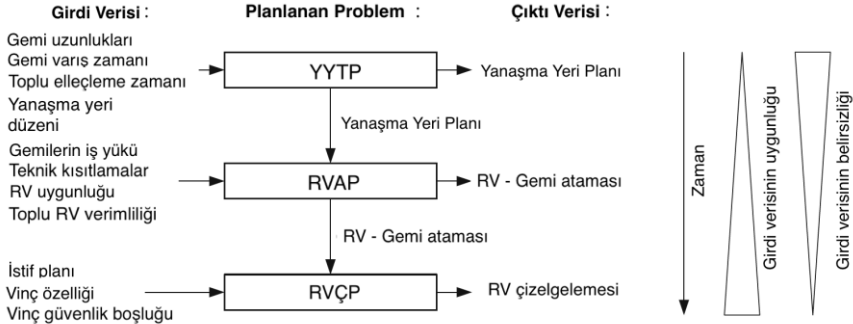 Girdi Verisi :
Planlanan Problem :
Çıktı Verisi :
Gemi uzunlukları
Gemi varış zamanı
Toplu elleçleme zamanı
Yanaşma yeri
düzeni
YYTP
Yanaşma Yeri Planı
Yanaşma Yeri Planı
Gemilerin iş yükü
Teknik kısıtlamalar
RV uygunluğu
Toplu RV verimliliği
RVAP
RV - Gemi ataması
RV - Gemi ataması
İstif planı
Vinç özelliği
Vinç güvenlik boşluğu
RVÇP
RV çizelgelemesi
Zaman
Girdi verisinin uygunluğu
Girdi verisinin belirsizliği